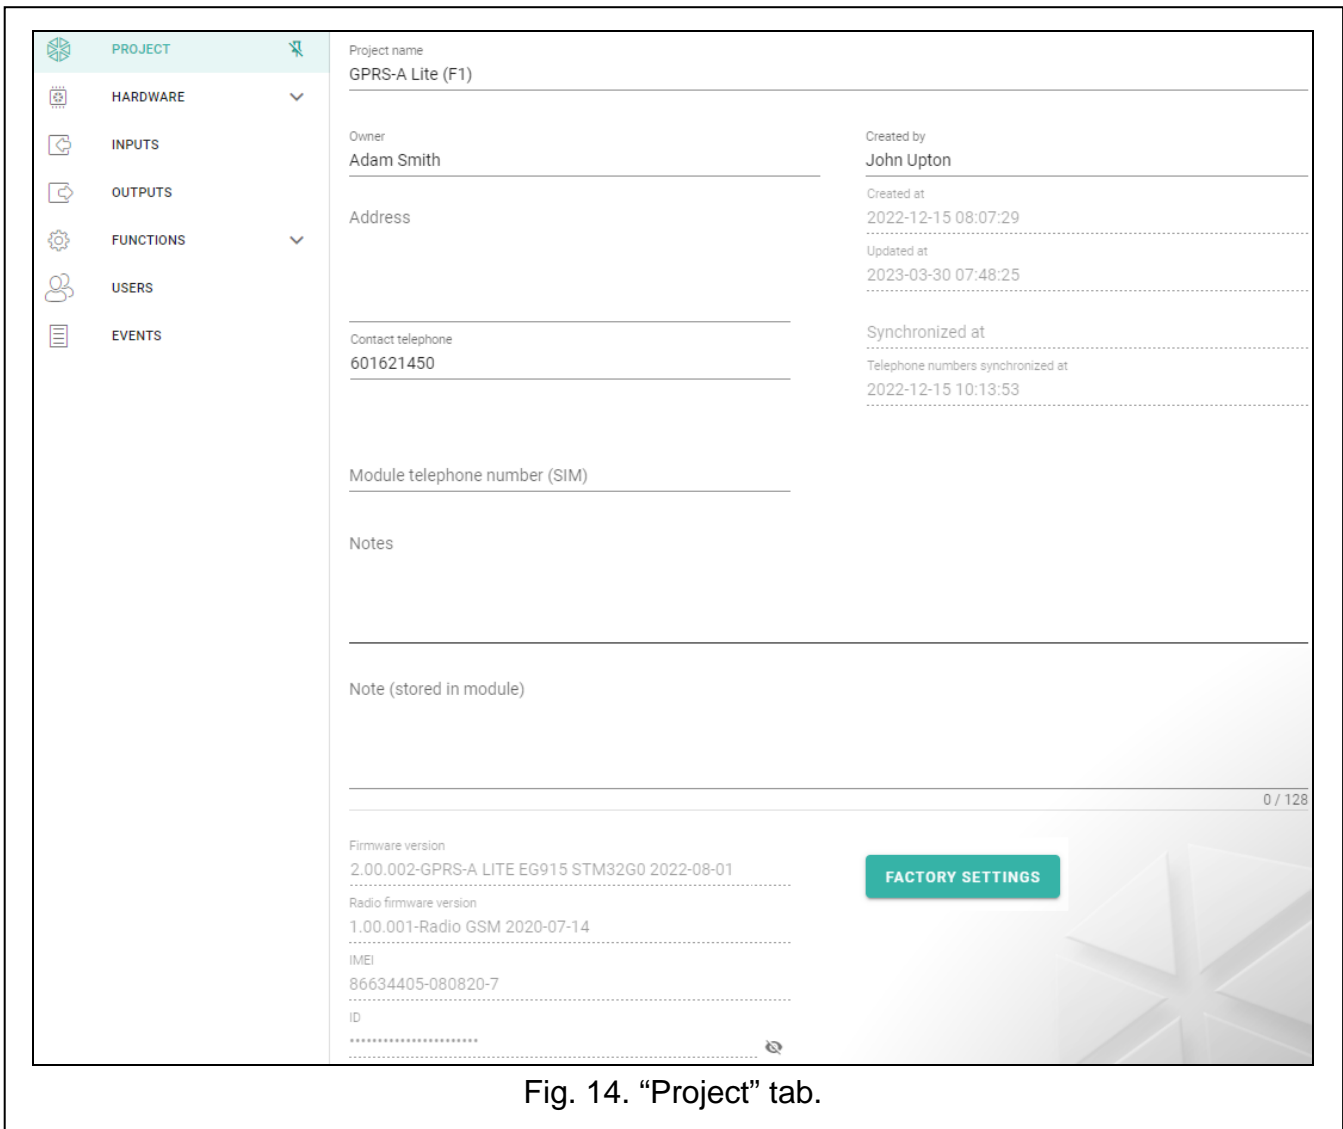 PROJECT
HARDWARE
INPUTS
OUTPUTS
FUNCTIONS
USERS
EVENTS
Project name
GPRS-A Lite (F1)
Owner
Adam Smith
Created by
John Upton
Created at
2022-12-15 08:07:29
Address
Updated at
2023-03-30 07:48:25
Synchronized at
Contact telephone
601621450
Telephone numbers synchronized at
2022-12-15 10:13:53
Module telephone number (SIM)
Notes
Note (stored in module)
0 / 128
Firmware version
2.00.002-GPRS-A LITE EG915 STM32G0 2022-08-01
FACTORY SETTINGS
Radio firmware version
1.00.001-Radio GSM 2020-07-14
IMEI
86634405-080820-7
ID
•••••••••••••••••••••••
Fig. 14. “Project” tab.